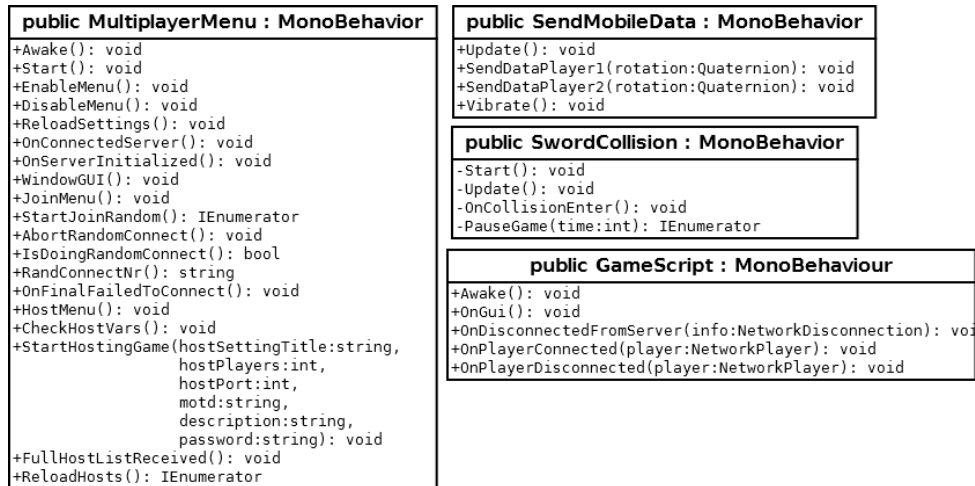 public MultiplayerMenu : MonoBehavior
+Awake(): void
+Start(): void
+EnableMenu(): void
+DisableMenu(): void
+ReloadSettings(): void
+OnConnectedServer(): void
+OnServerInitialized(): void
+WindowGUI(): void
+JoinMenu(): void
+StartJoinRandom(): IEnumerator
+AbortRandomConnect(): void
+IsDoingRandomConnect(): bool
+RandConnectNr(): string
+OnFinalFailedToConnect(): void
+HostMenu(): void
+CheckHostVars(): void
+StartHostingGame(hostSettingTitle:string,
hostPlayers:int,
hostPort:int,
motd:string,
description:string,
password:string): void
+FullHostListReceived(): void
+ReloadHosts(): IEnumerator
public SendMobileData : MonoBehavior
+Update(): void
+SendDataPlayer1(rotation:Quaternion): void
+SendDataPlayer2(rotation:Quaternion): void
+Vibrate(): void
public SwordCollision : MonoBehavior
-Start(): void
-Update(): void
-OnCollisionEnter(): void
-PauseGame(time:int): IEnumerator
public GameScript : MonoBehaviour
+Awake(): void
+OnGui(): void
+OnDisconnectedFromServer(info:NetworkDisconnection): voi
+OnPlayerConnected(player:NetworkPlayer): void
+OnPlayerDisconnected(player:NetworkPlayer): void